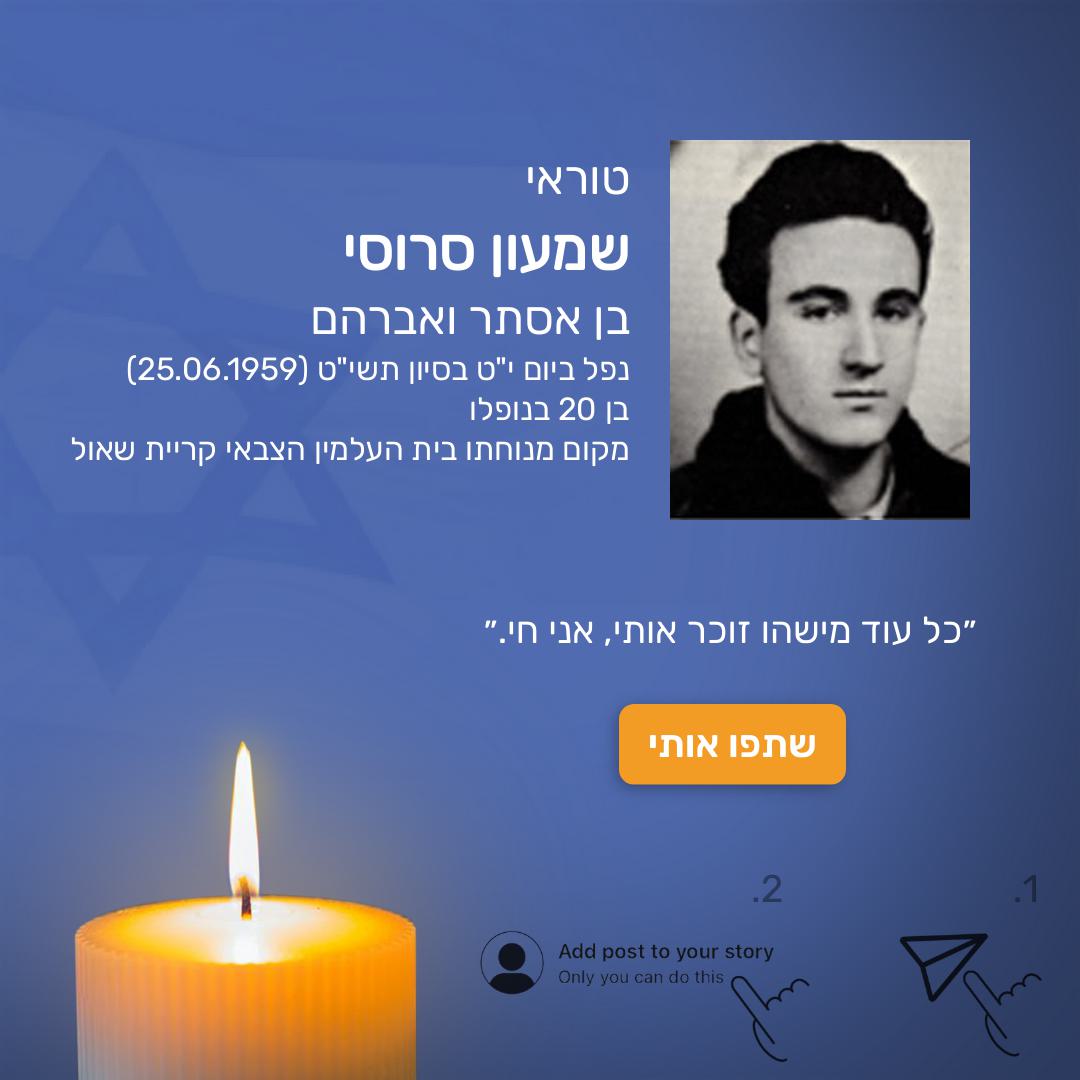 טוראי
שמעון סרוסי
בן אסתר ואברהם
נפל ביום י"ט בסיון תשי"ט (25.06.1959)
בן 20 בנופלו
מקום מנוחתו בית העלמין הצבאי קריית שאול
״כל עוד מישהו זוכר אותי, אני חי.״
שתפו אותי
1.
2.
Add post to your story
Only you can do this